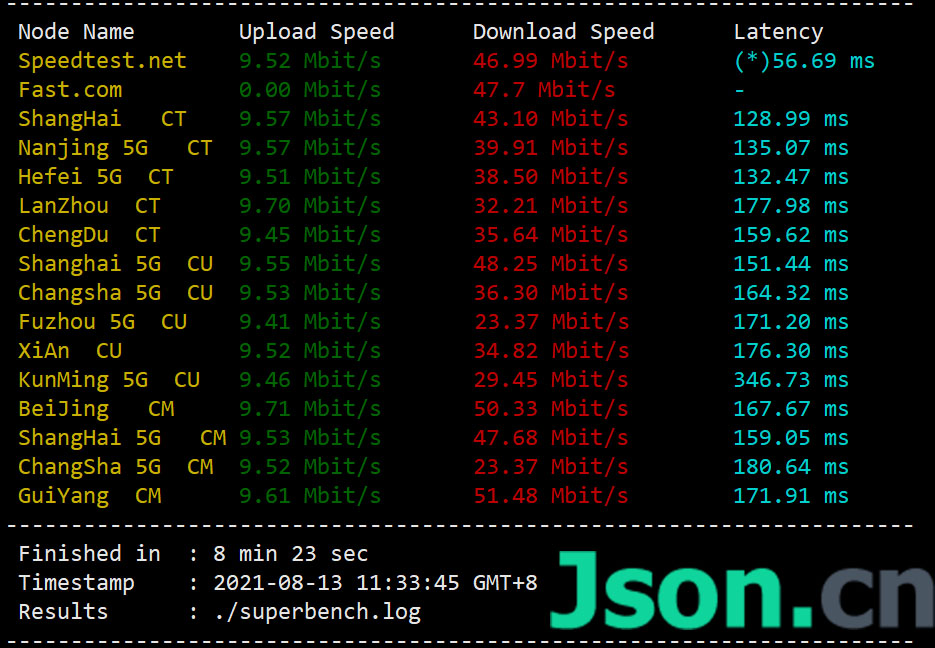 Node Name Upload Speed Download Speed Latency
Speedtest.net 9.52 Mbit/s 46.99 Mbit/s (*)56.69 ms
Fast.com 0.00 Mbit/s 47.7 Mbit/s -
ShangHai CT 9.57 Mbit/s 43.10 Mbit/s 128.99 ms
Nanjing 5G CT 9.57 Mbit/s 39.91 Mbit/s 135.07 ms
Hefei 5G CT 9.51 Mbit/s 38.50 Mbit/s 132.47 ms
LanZhou CT 9.70 Mbit/s 32.21 Mbit/s 177.98 ms
ChengDu CT 9.45 Mbit/s 35.64 Mbit/s 159.62 ms
Shanghai 5G CU 9.55 Mbit/s 48.25 Mbit/s 151.44 ms
Changsha 5G CU 9.53 Mbit/s 36.30 Mbit/s 164.32 ms
Fuzhou 5G CU 9.41 Mbit/s 23.37 Mbit/s 171.20 ms
XiAn CU 9.52 Mbit/s 34.82 Mbit/s 176.30 ms
KunMing 5G CU 9.46 Mbit/s 29.45 Mbit/s 346.73 ms
BeiJing CM 9.71 Mbit/s 50.33 Mbit/s 167.67 ms
ShangHai 5G CM 9.53 Mbit/s 47.68 Mbit/s 159.05 ms
ChangSha 5G CM 9.52 Mbit/s 23.37 Mbit/s 180.64 ms
GuiYang CM 9.61 Mbit/s 51.48 Mbit/s 171.91 ms
Finished in : 8 min 23 sec
Timestamp : 2021-08-13 11:33:45 GMT+8
Results : ./superbench.log
Json.cn